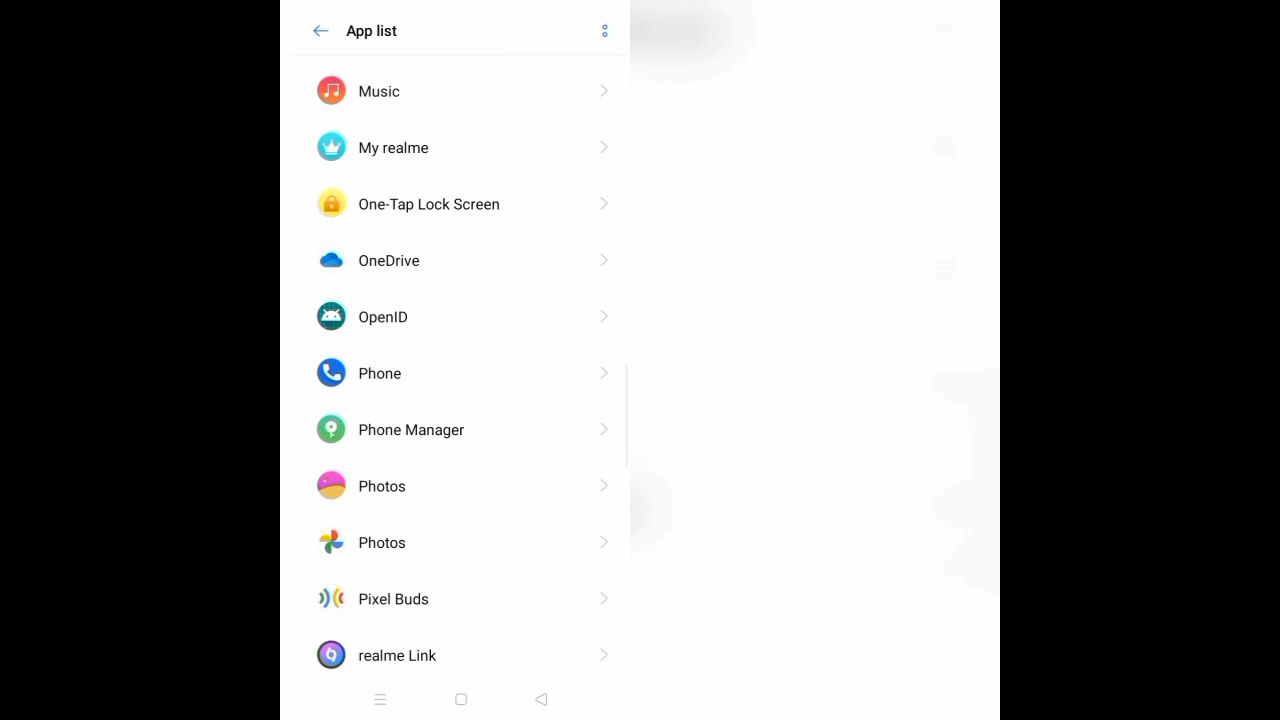 App list
Music
My realme
One-Tap Lock Screen
OneDrive
OpenID
Phone
Phone Manager
Photos
Photos
Pixel Buds
realme Link